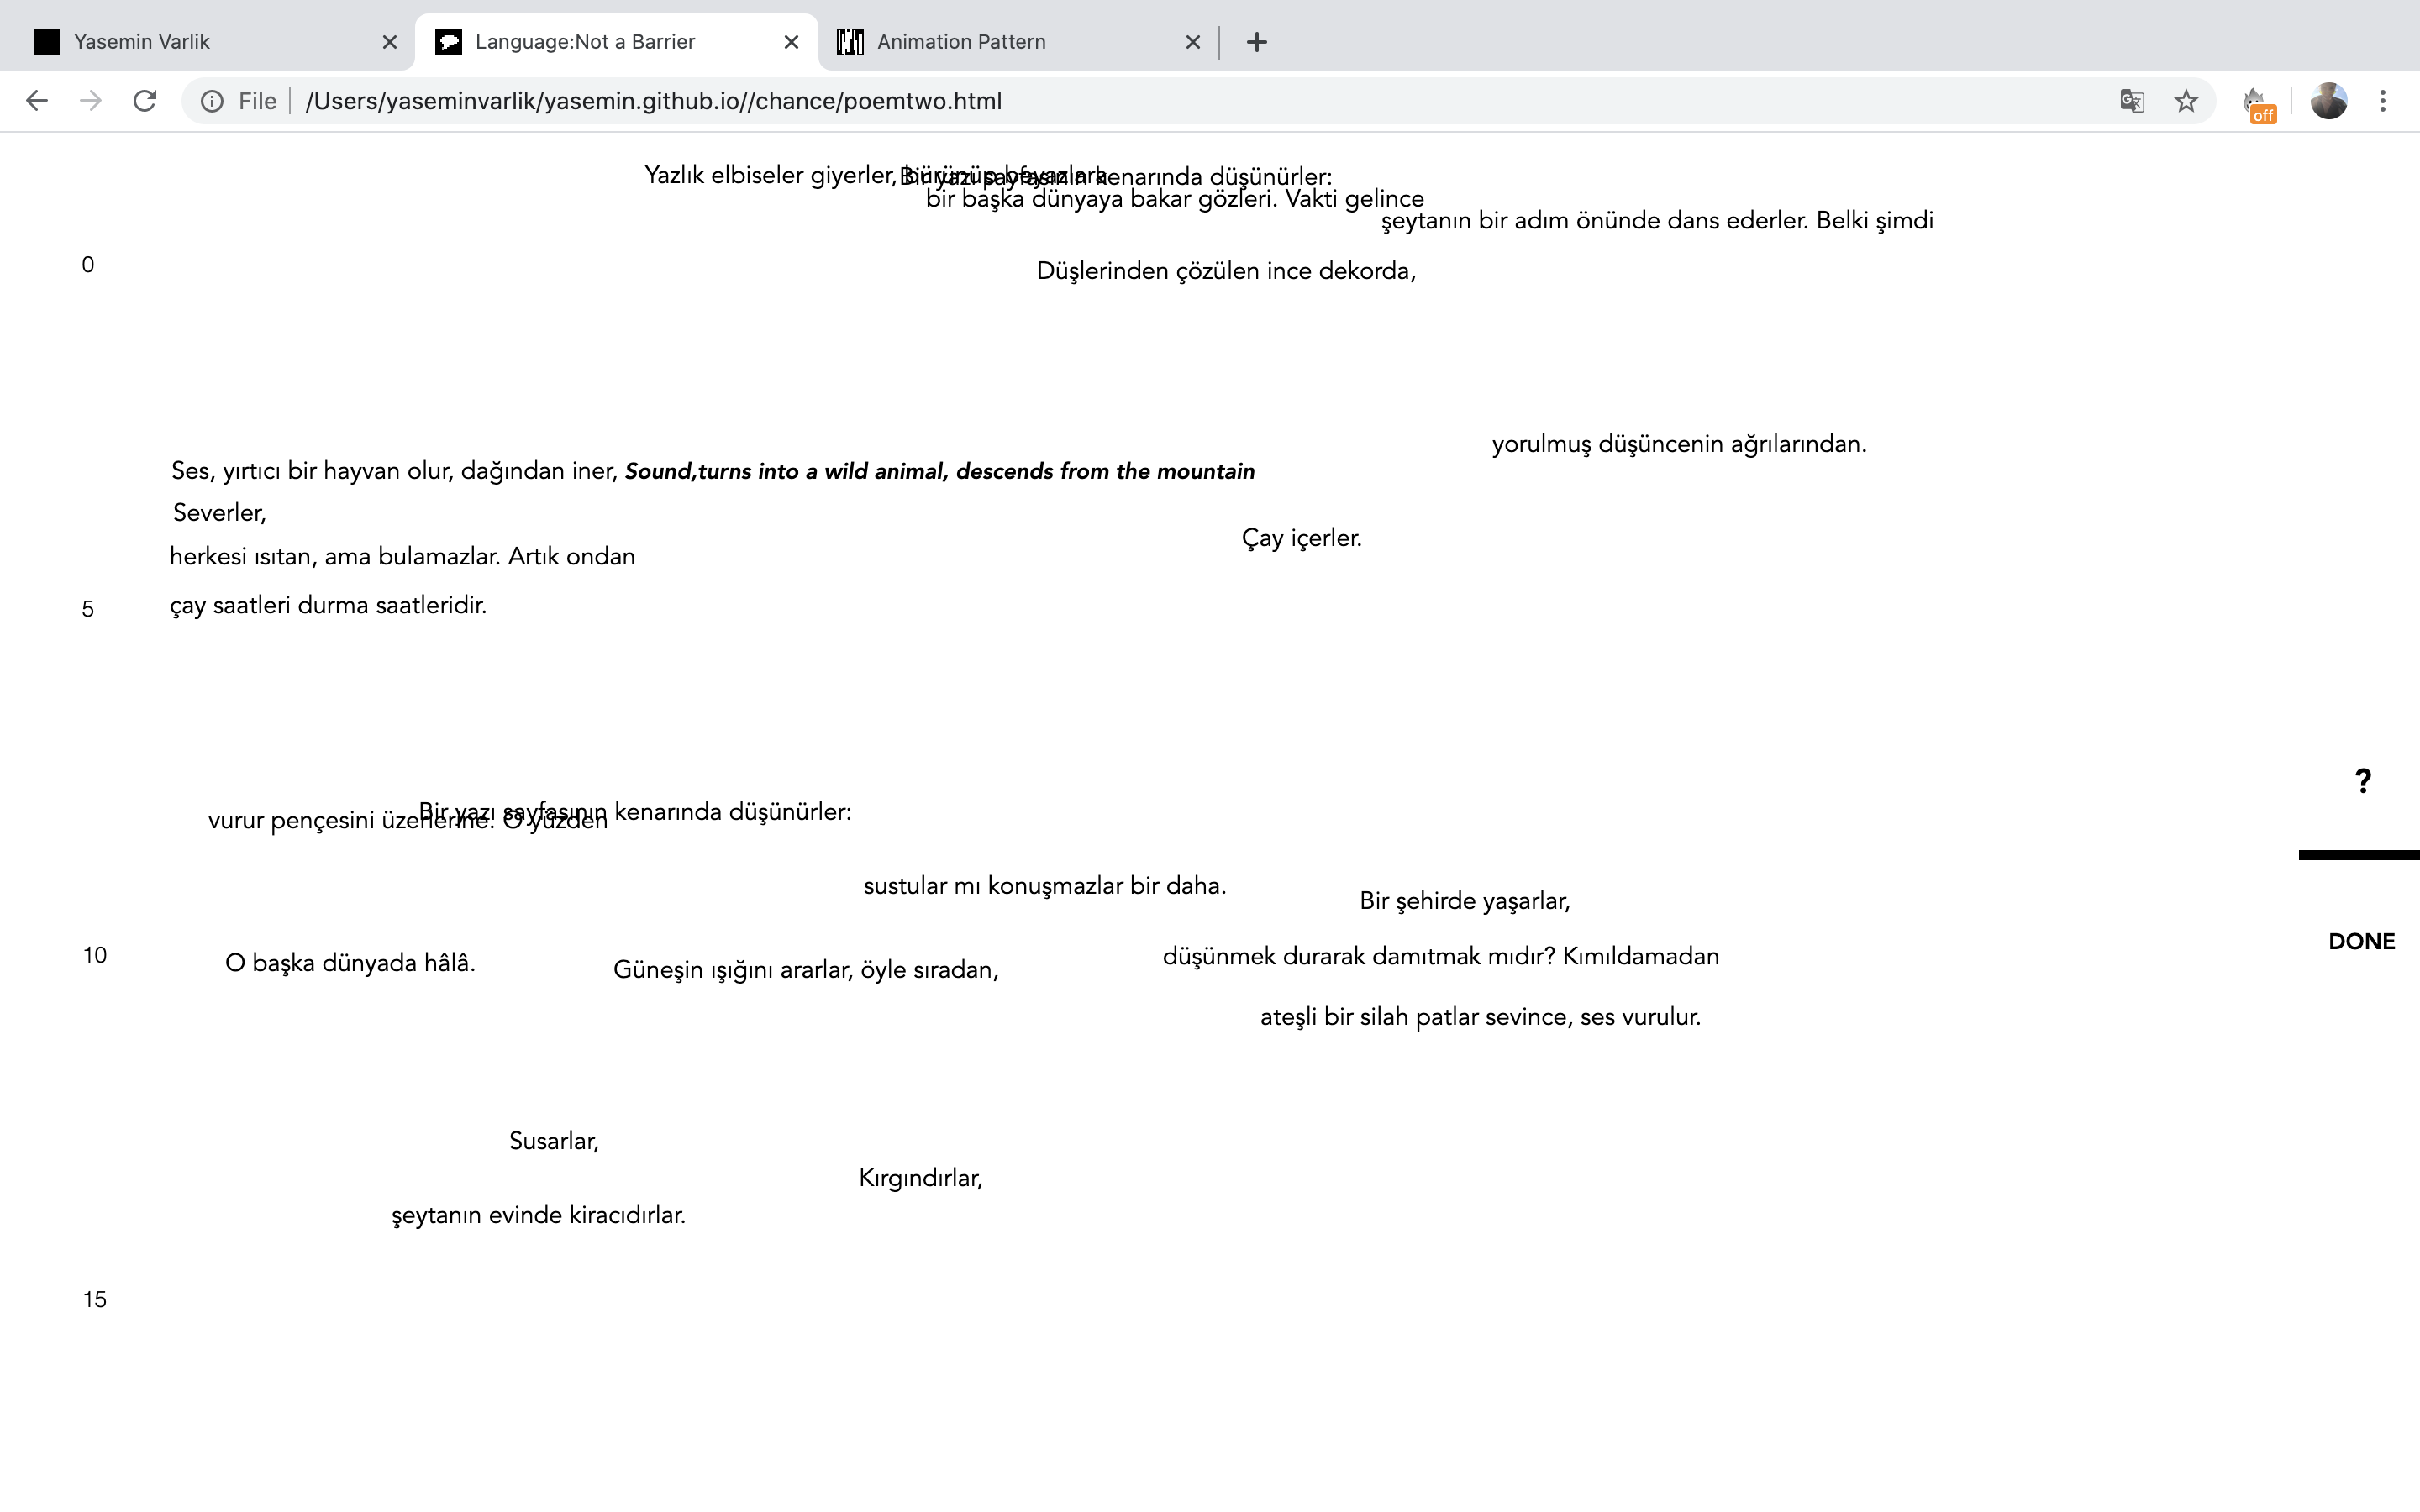 Yasemin Varlik
Language:Not a Barrier
Animation Pattern
File
/Users/yaseminvarlik/yasemin.github.io//chance/poemtwo.html
off
Yazlık elbiseler giyerler, bürünüp beyazlara
Bir yazı sayfasının kenarında düşünürler:
bir başka dünyaya bakar gözleri. Vakti gelince
şeytanın bir adım önünde dans ederler. Belki şimdi
0
Düşlerinden çözülen ince dekorda,
yorulmuş düşüncenin ağrılarından.
Ses, yırtıcı bir hayvan olur, dağından iner, Sound,turns into a wild animal, descends from the mountain
Severler,
Çay içerler.
herkesi ısıtan, ama bulamazlar. Artık ondan
5
çay saatleri durma saatleridir.
?
Bir yazı sayfasının kenarında düşünürler:
vurur pençesini üzerlerine. O yüzden
sustular mı konuşmazlar bir daha.
Bir şehirde yaşarlar,
DONE
10
O başka dünyada hâlâ.
Güneşin ışığını ararlar, öyle sıradan,
düşünmek durarak damıtmak mıdır? Kımıldamadan
ateşli bir silah patlar sevince, ses vurulur.
Susarlar,
Kırgındırlar,
şeytanın evinde kiracıdırlar.
15